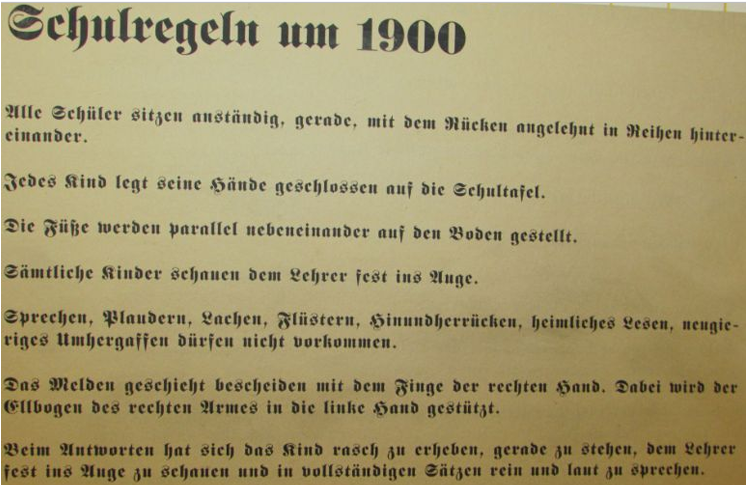 Schulregeln um 1900
Alle Schüler sitzen anständig, gerade, mit dem Rücken angelehnt in Reihen hinter-
einander.
Jedes Kind legt seine Hände geschlossen auf die Schultafel.
Die Füße werden parallel nebeneinander auf den Boden gestellt.
Sämtliche Kinder schauen dem Lehrer fest ins Auge.
Sprechen, Plaudern, Lachen, Flüstern, Hinundherrücken, heimliches Lesen, neugie-
riges Umhergaffen dürfen nicht vorkommen.
Das Melden geschieht bescheiden mit dem Finge der rechten Hand. Dabei wird der
Ellbogen des rechten Armes in die linke Hand gestützt.
Beim Antworten hat sich das Kind rasch zu erheben, gerade zu stehen, dem Lehrer
fest ins Auge zu schauen und in vollständigen Sätzen rein und laut zu sprechen.